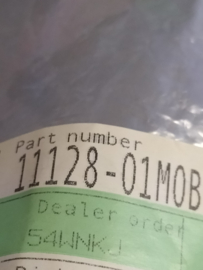 Part number
11128-01M0B
Dealer order
54WNKJ